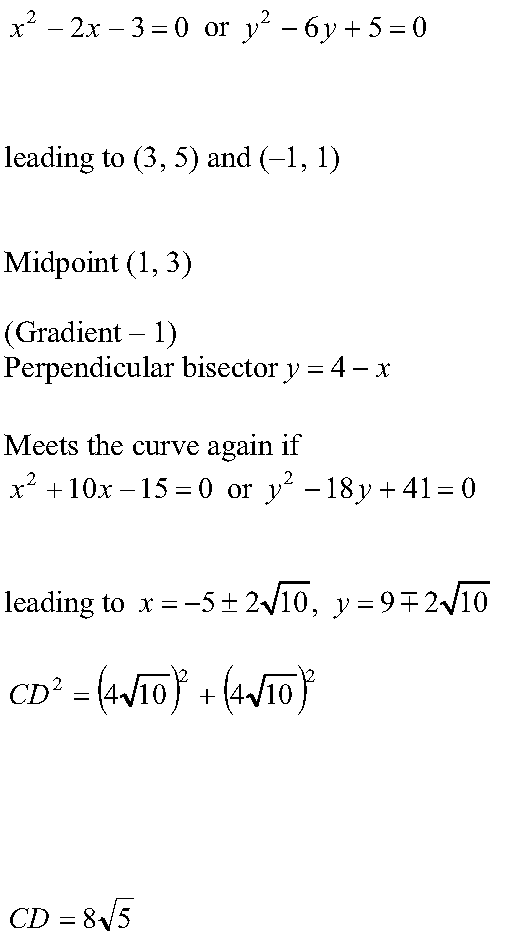 x² − 2x − 3 = 0 or y² − 6y + 5 = 0
leading to (3, 5) and (–1, 1)
Midpoint (1, 3)
(Gradient – 1)
Perpendicular bisector y = 4 − x
Meets the curve again if
x² + 10x − 15 = 0 or y² − 18y + 41 = 0
leading to x = −5 ± 2√10, y = 9 ∓ 2√10
CD² = (4√10)² + (4√10)²
CD = 8√5